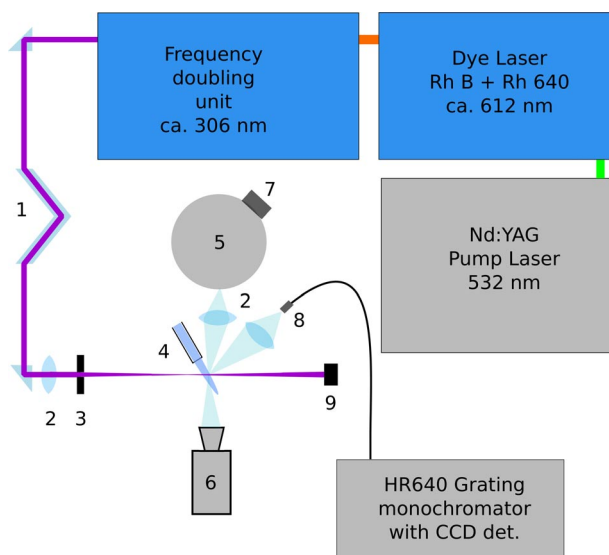 Frequency
doubling
unit
ca. 306 nm
Dye Laser
Rh B + Rh 640
ca. 612 nm
Nd:YAG
Pump Laser
532 nm
1
7
5
2
8
4
2
3
9
6
HR640 Grating
monochromator
with CCD det.